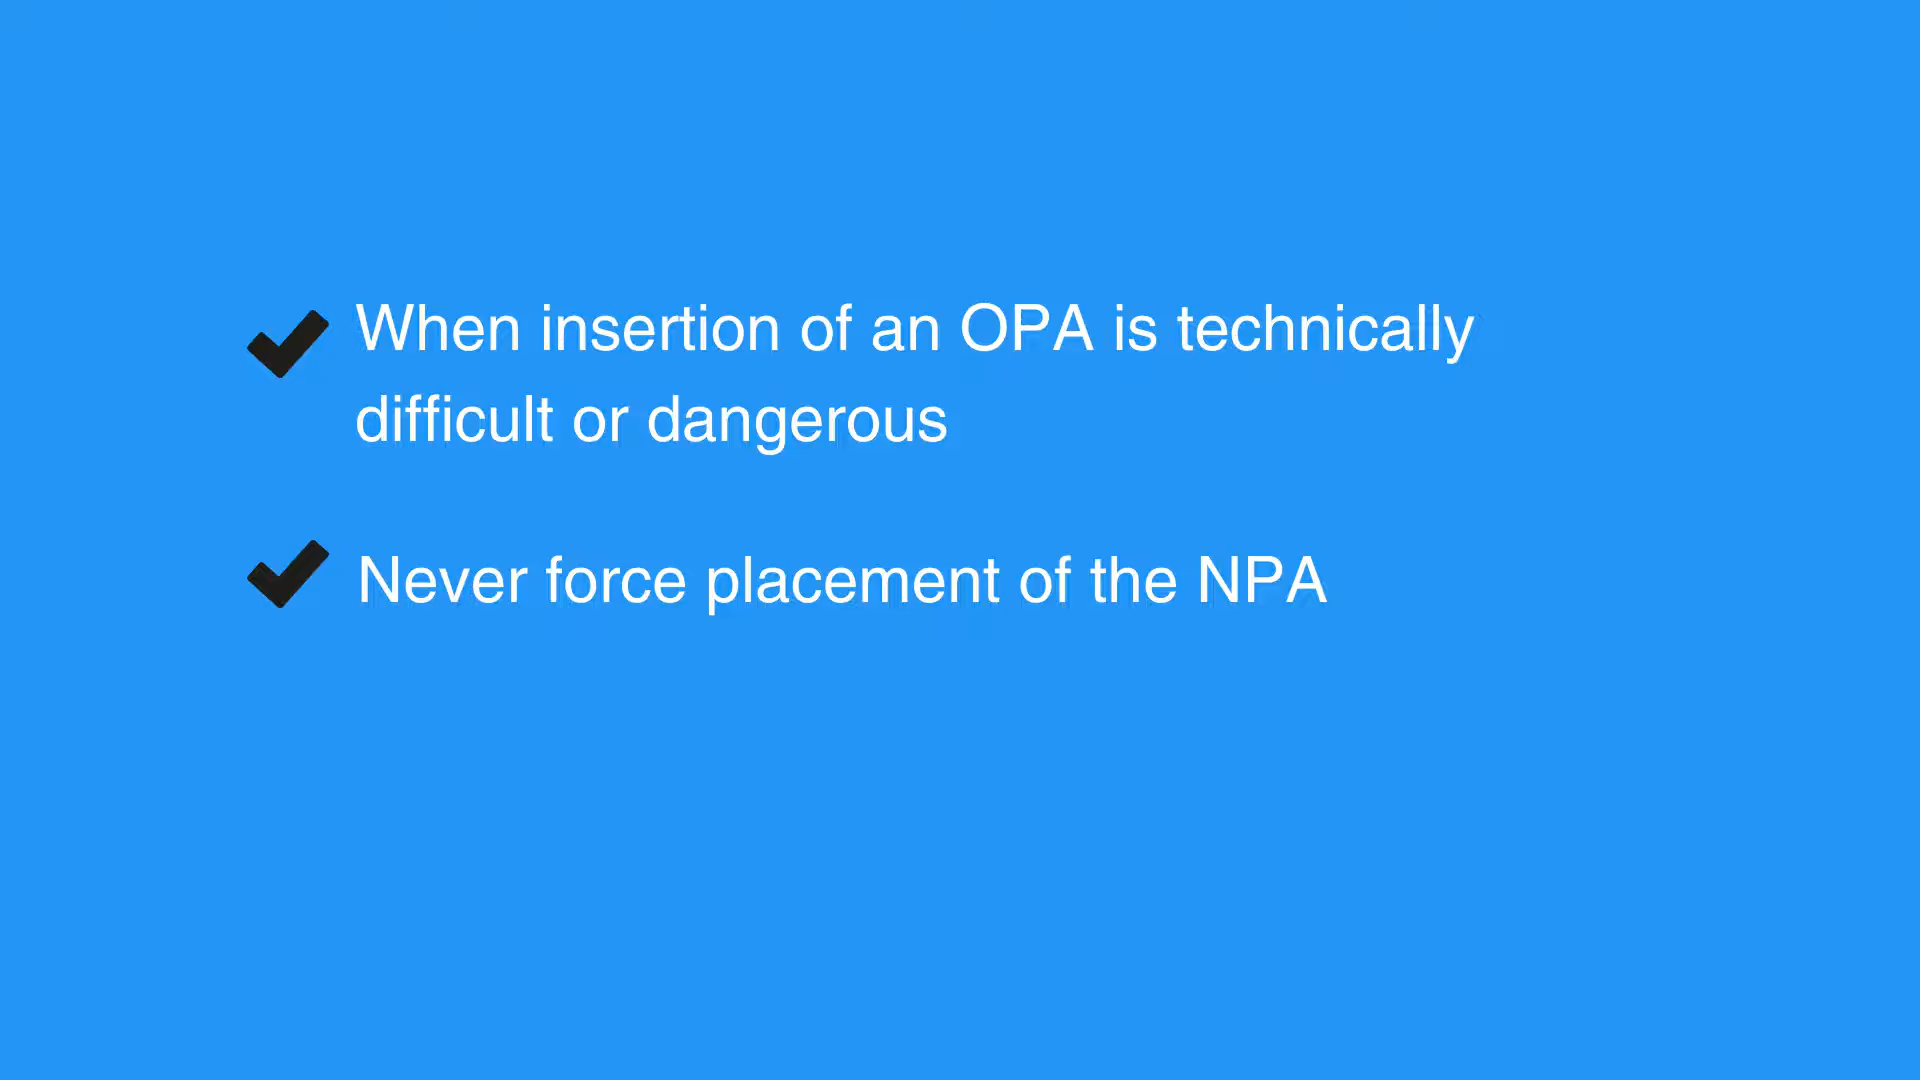 When insertion of an OPA is technically
difficult or dangerous
Never force placement of the NPA